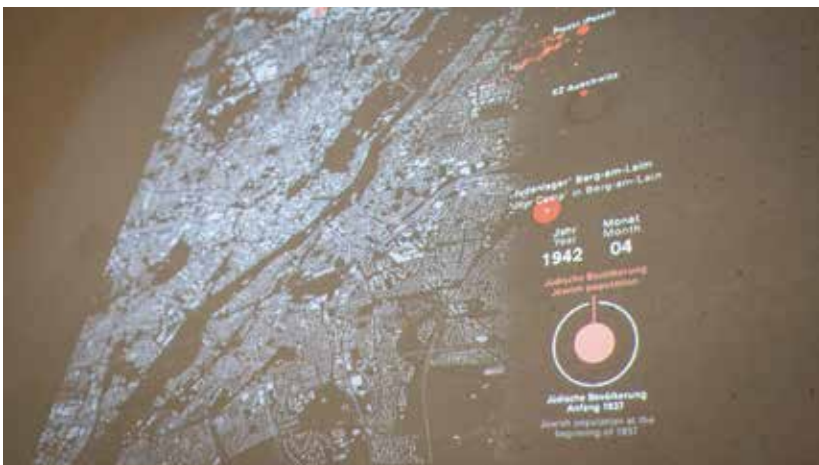 KZ Auschwitz
"Judenlager" Berg-am-Laim
in Berg-am-Laim
Jahr
Year
1942
Monat
Month
04
Jüdische Bevölkerung
Jewish population
Jüdische Bevölkerung
Anfang 1937
Jewish population at the
beginning of 1937